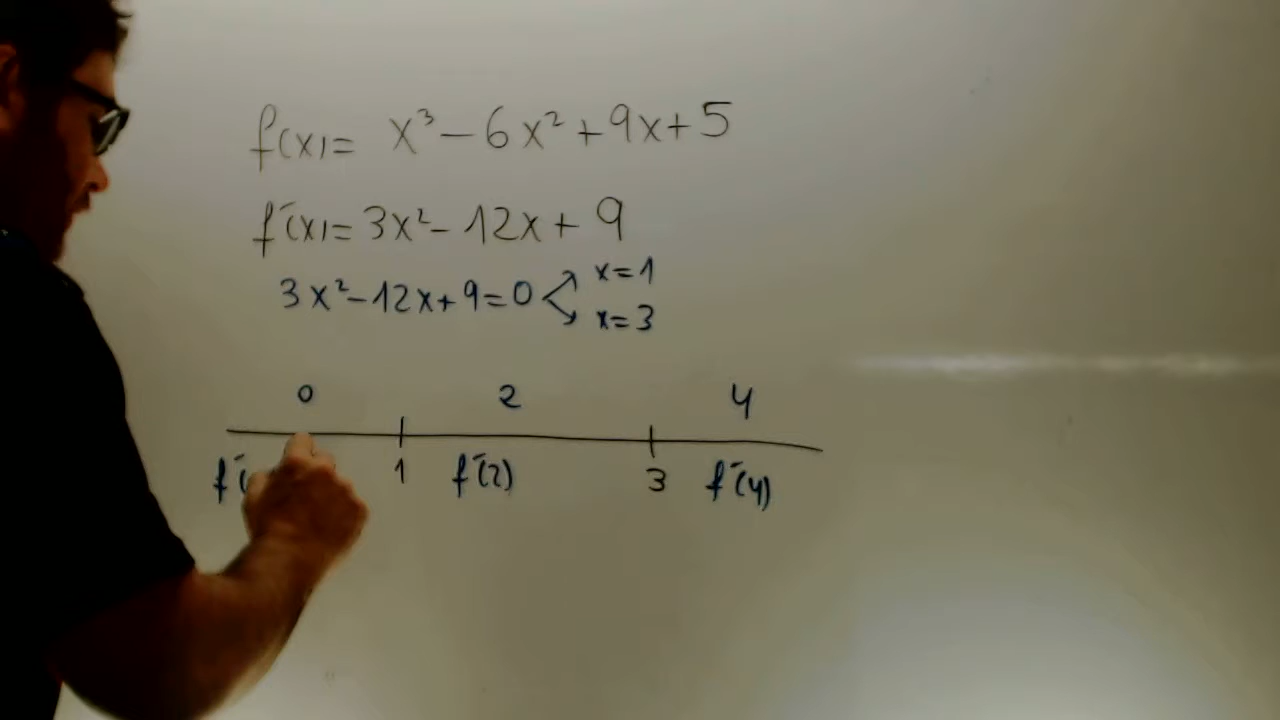 f(x)= x³-6x²+9x+5
f'(x)=3x²-12x+9
3x²-12x+9=0 x=1
x=3
0 2 4
f'( 1 f'(2) 3 f'(4)